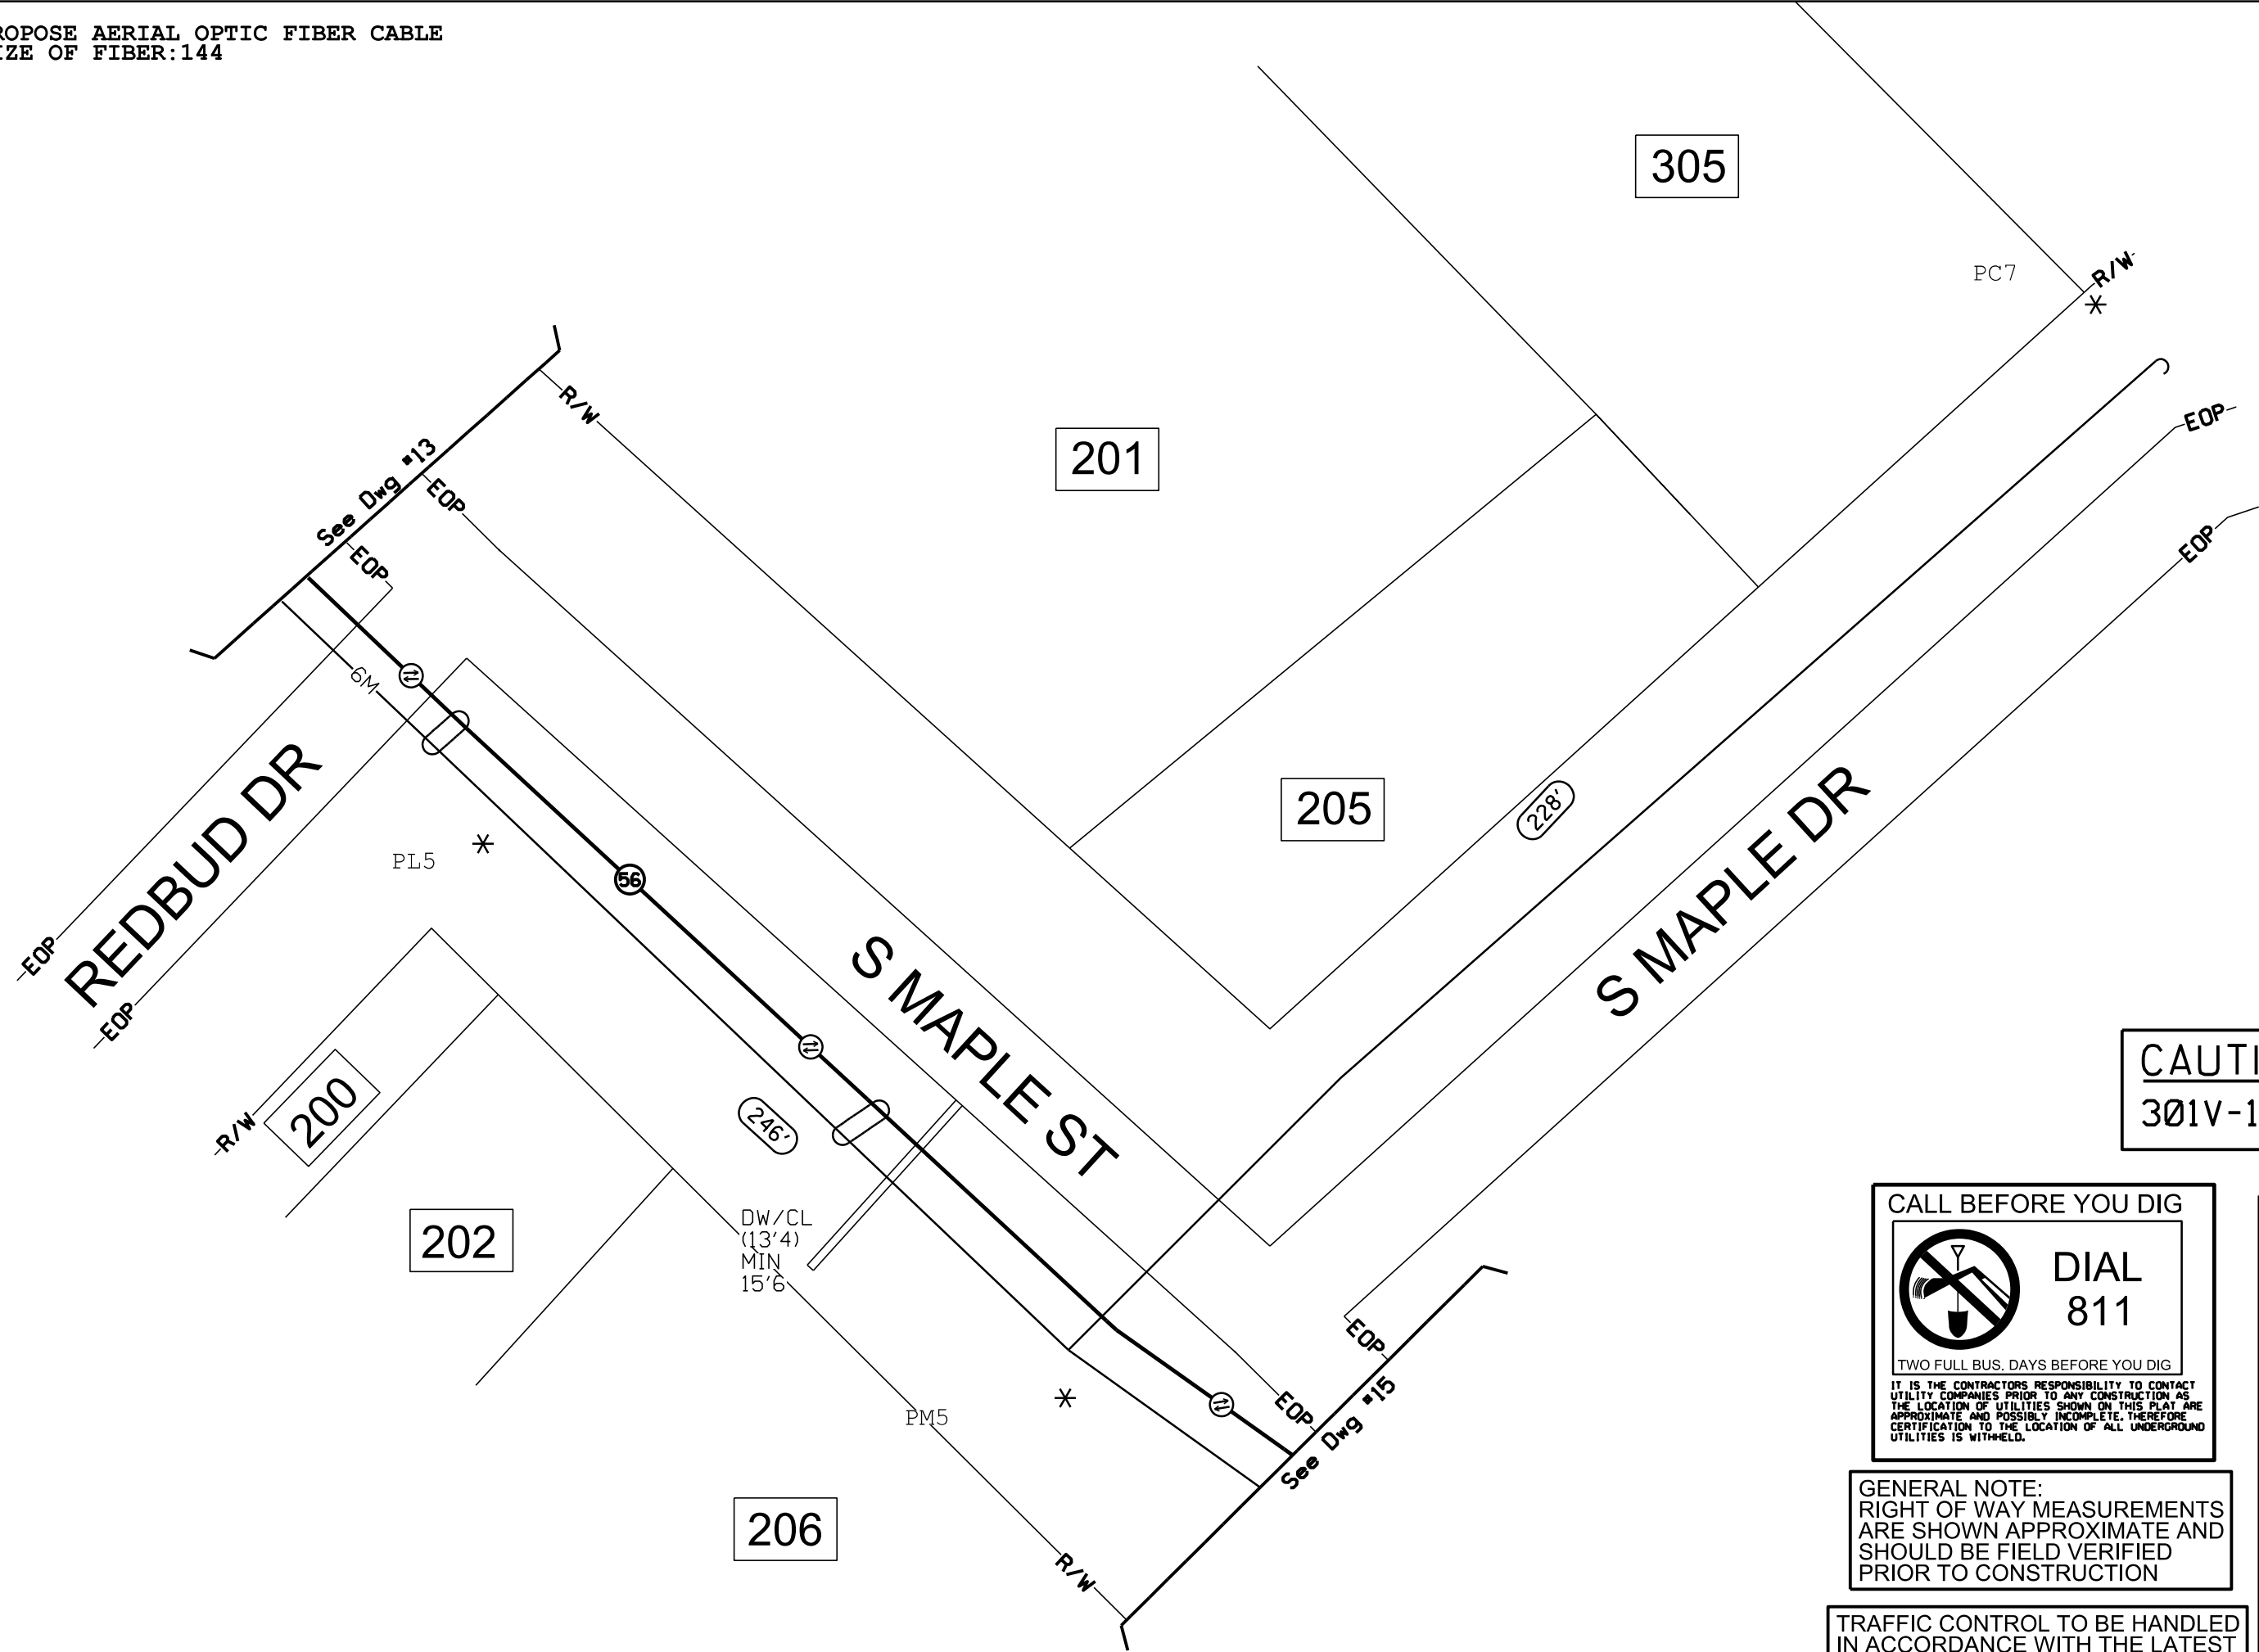 ROPOSE AERIAL OPTIC FIBER CABLE
IZE OF FIBER:144
305
PC7
R/W
201
R/W
EOP
See Dwg #13
EOP
EOP
EOP
6M
REDBUD DR
PL5
56
205
228'
S MAPLE DR
S MAPLE ST
EOP
EOP
R/W
200
246'
202
DW/CL
(13'4)
MIN
15'6
PM5
206
EOP
EOP
See Dwg #15
R/W
CAUTI
301V-1
CALL BEFORE YOU DIG
DIAL
811
TWO FULL BUS. DAYS BEFORE YOU DIG
IT IS THE CONTRACTORS RESPONSIBILITY TO CONTACT
UTILITY COMPANIES PRIOR TO ANY CONSTRUCTION AS
THE LOCATION OF UTILITIES SHOWN ON THIS PLAT ARE
APPROXIMATE AND POSSIBLY INCOMPLETE. THEREFORE
CERTIFICATION TO THE LOCATION OF ALL UNDERGROUND
UTILITIES IS WITHHELD.
GENERAL NOTE:
RIGHT OF WAY MEASUREMENTS
ARE SHOWN APPROXIMATE AND
SHOULD BE FIELD VERIFIED
PRIOR TO CONSTRUCTION
TRAFFIC CONTROL TO BE HANDLED
IN ACCORDANCE WITH THE LATEST